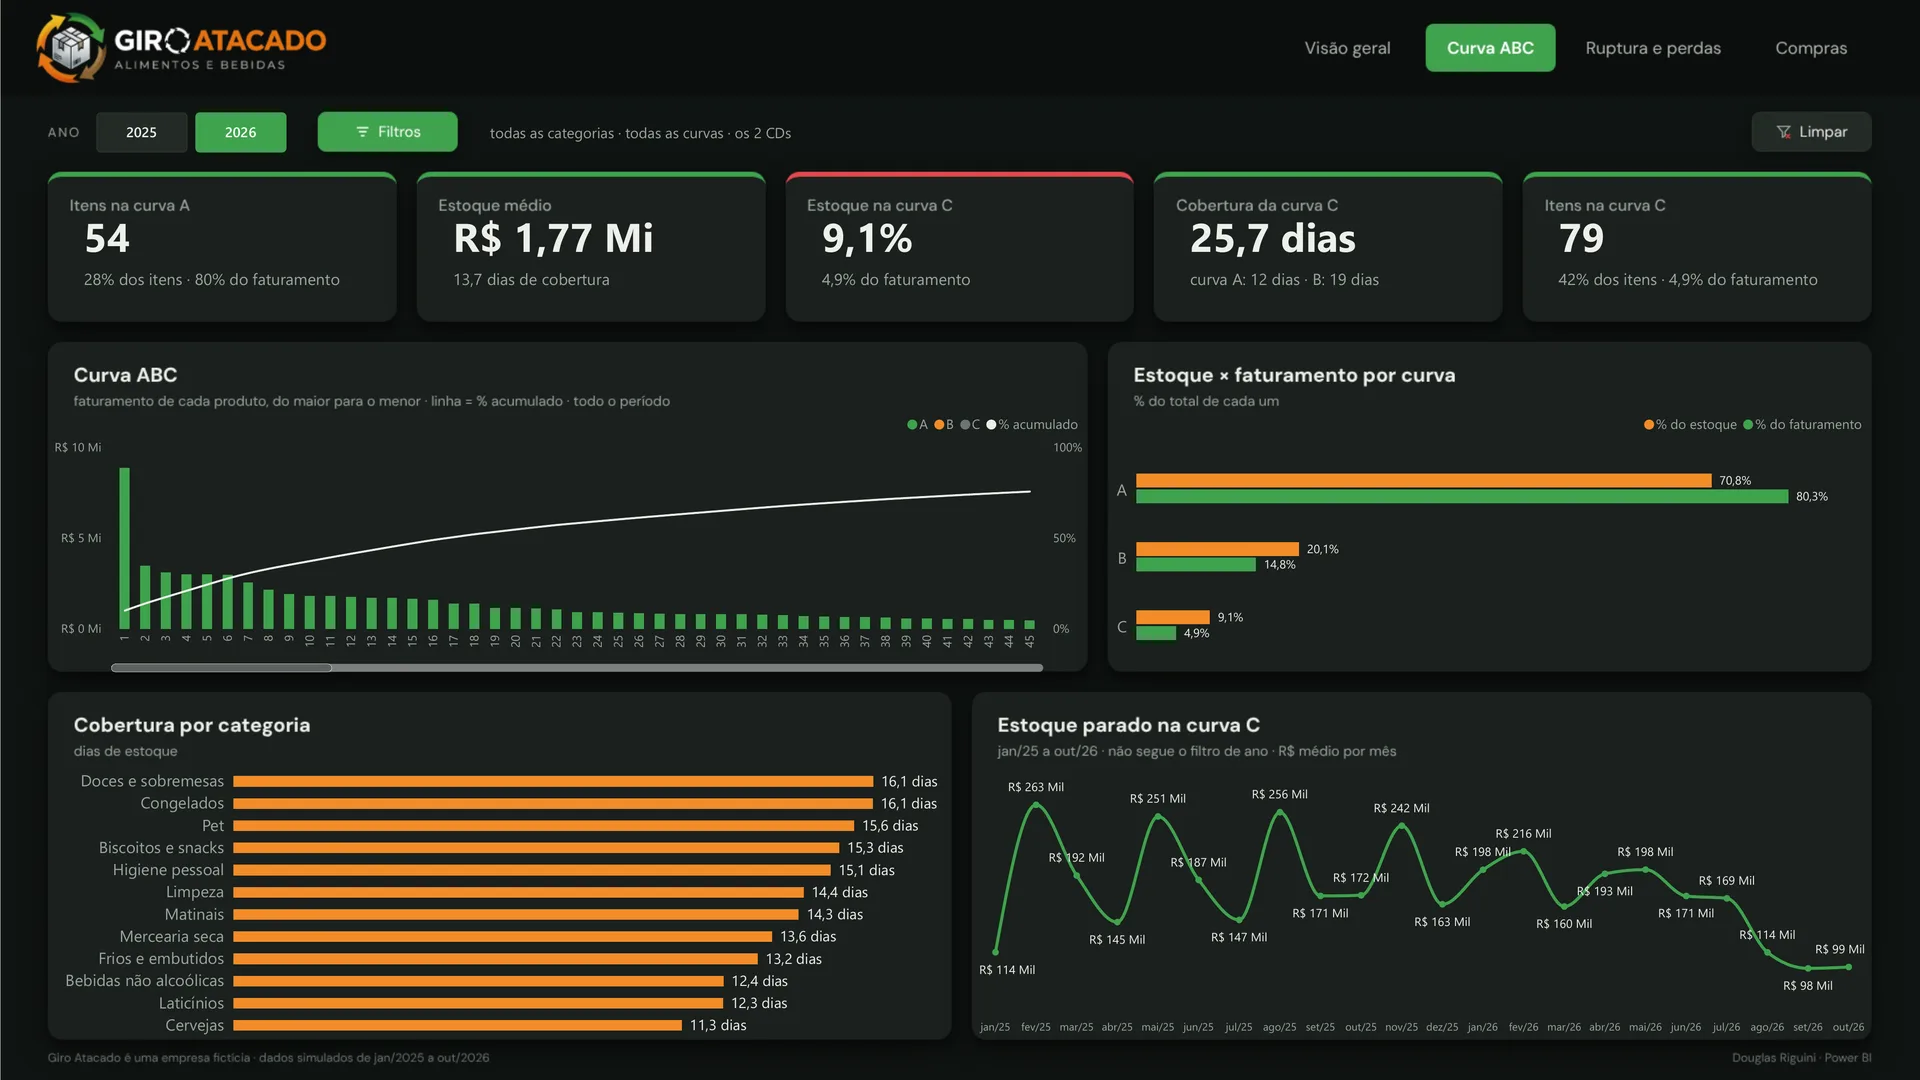 GIRO ATACADO
ALIMENTOS E BEBIDAS
Visão geral
Curva ABC
Ruptura e perdas
Compras
ANO
2025
2026
Filtros
todas as categorias · todas as curvas · os 2 CDs
Limpar
Itens na curva A
54
28% dos itens · 80% do faturamento
Estoque médio
R$ 1,77 Mi
13,7 dias de cobertura
Estoque na curva C
9,1%
4,9% do faturamento
Cobertura da curva C
25,7 dias
curva A: 12 dias · B: 19 dias
Itens na curva C
79
42% dos itens · 4,9% do faturamento
Curva ABC
faturamento de cada produto, do maior para o menor · linha = % acumulado · todo o período
A B C % acumulado
R$ 10 Mi
R$ 5 Mi
R$ 0 Mi
100%
50%
0%
1 2 3 4 5 6 7 8 9 10 11 12 13 14 15 16 17 18 19 20 21 22 23 24 25 26 27 28 29 30 31 32 33 34 35 36 37 38 39 40 41 42 43 44 45
Estoque × faturamento por curva
% do total de cada um
% do estoque % do faturamento
A
70,8%
80,3%
B
20,1%
14,8%
C
9,1%
4,9%
Cobertura por categoria
dias de estoque
Doces e sobremesas 16,1 dias
Congelados 16,1 dias
Pet 15,6 dias
Biscoitos e snacks 15,3 dias
Higiene pessoal 15,1 dias
Limpeza 14,4 dias
Matinais 14,3 dias
Mercearia seca 13,6 dias
Frios e embutidos 13,2 dias
Bebidas não alcoólicas 12,4 dias
Laticínios 12,3 dias
Cervejas 11,3 dias
Estoque parado na curva C
jan/25 a out/26 · não segue o filtro de ano · R$ médio por mês
R$ 114 Mil
R$ 263 Mil
R$ 192 Mil
R$ 145 Mil
R$ 251 Mil
R$ 187 Mil
R$ 147 Mil
R$ 256 Mil
R$ 171 Mil
R$ 172 Mil
R$ 242 Mil
R$ 163 Mil
R$ 198 Mil
R$ 216 Mil
R$ 160 Mil
R$ 193 Mil
R$ 198 Mil
R$ 171 Mil
R$ 169 Mil
R$ 114 Mil
R$ 98 Mil
R$ 99 Mil
jan/25 fev/25 mar/25 abr/25 mai/25 jun/25 jul/25 ago/25 set/25 out/25 nov/25 dez/25 jan/26 fev/26 mar/26 abr/26 mai/26 jun/26 jul/26 ago/26 set/26 out/26
Giro Atacado é uma empresa fictícia · dados simulados de jan/2025 a out/2026
Douglas Riguini · Power BI